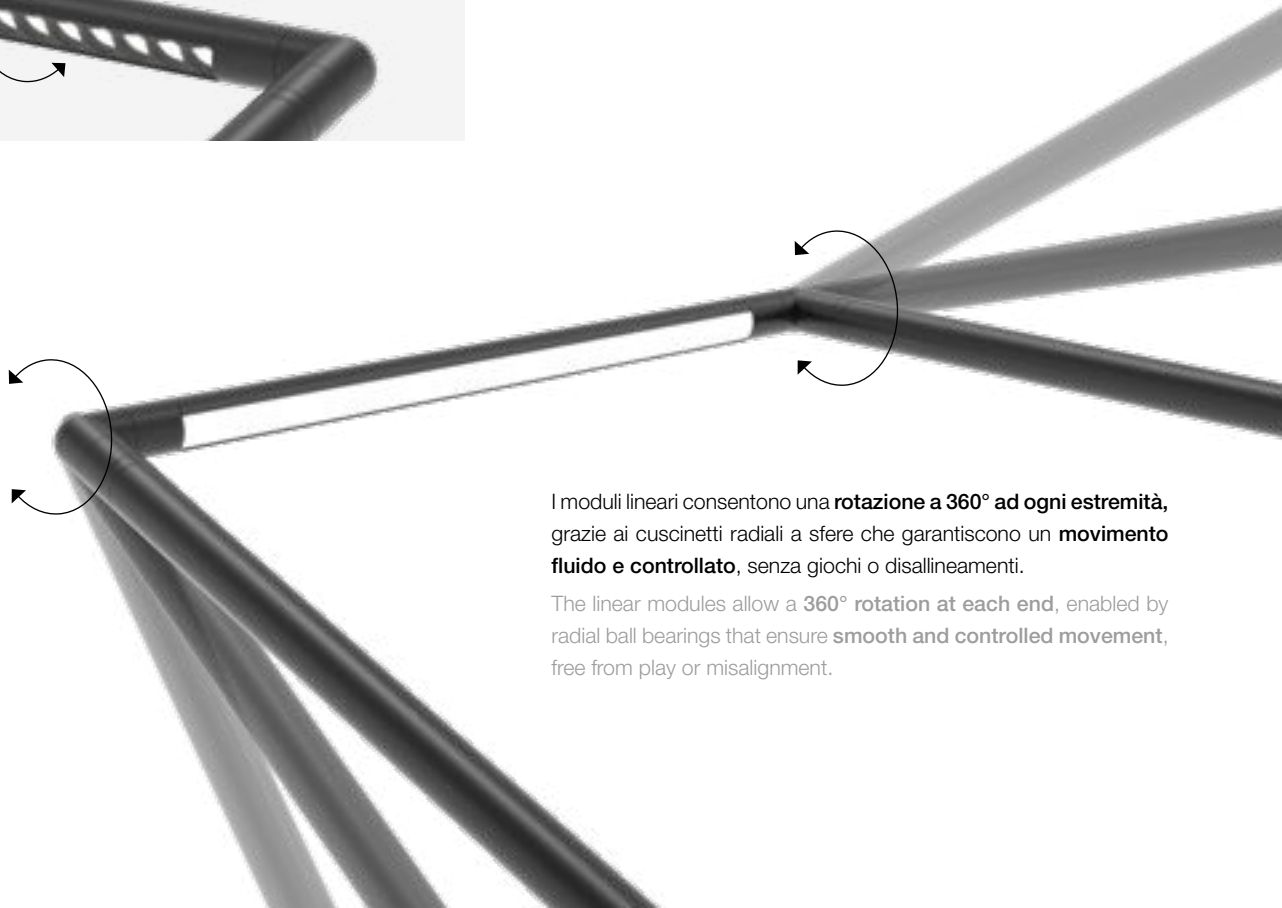 I moduli lineari consentono una rotazione a 360° ad ogni estremità,
grazie ai cuscinetti radiali a sfere che garantiscono un movimento
fluido e controllato, senza giochi o disallineamenti.
The linear modules allow a 360° rotation at each end, enabled by
radial ball bearings that ensure smooth and controlled movement,
free from play or misalignment.